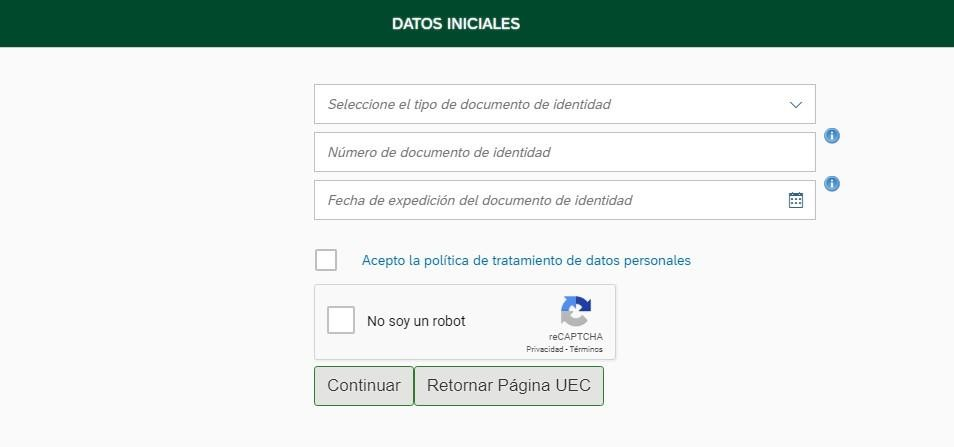 DATOS INICIALES
Seleccione el tipo de documento de identidad
Número de documento de identidad
Fecha de expedición del documento de identidad
Acepto la política de tratamiento de datos personales
No soy un robot
reCAPTCHA
Privacidad - Términos
Continuar
Retornar Página UEC